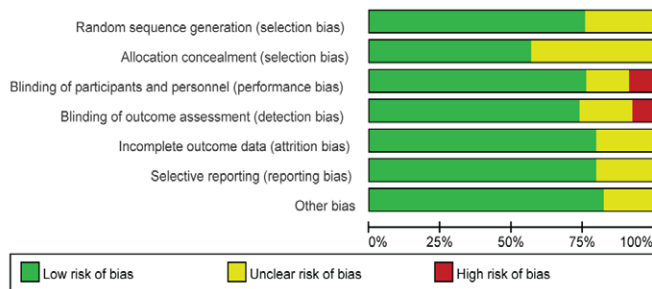 Random sequence generation (selection bias)
Allocation concealment (selection bias)
Blinding of participants and personnel (performance bias)
Blinding of outcome assessment (detection bias)
Incomplete outcome data (attrition bias)
Selective reporting (reporting bias)
Other bias
0% 25% 50% 75% 100%
Low risk of bias Unclear risk of bias High risk of bias